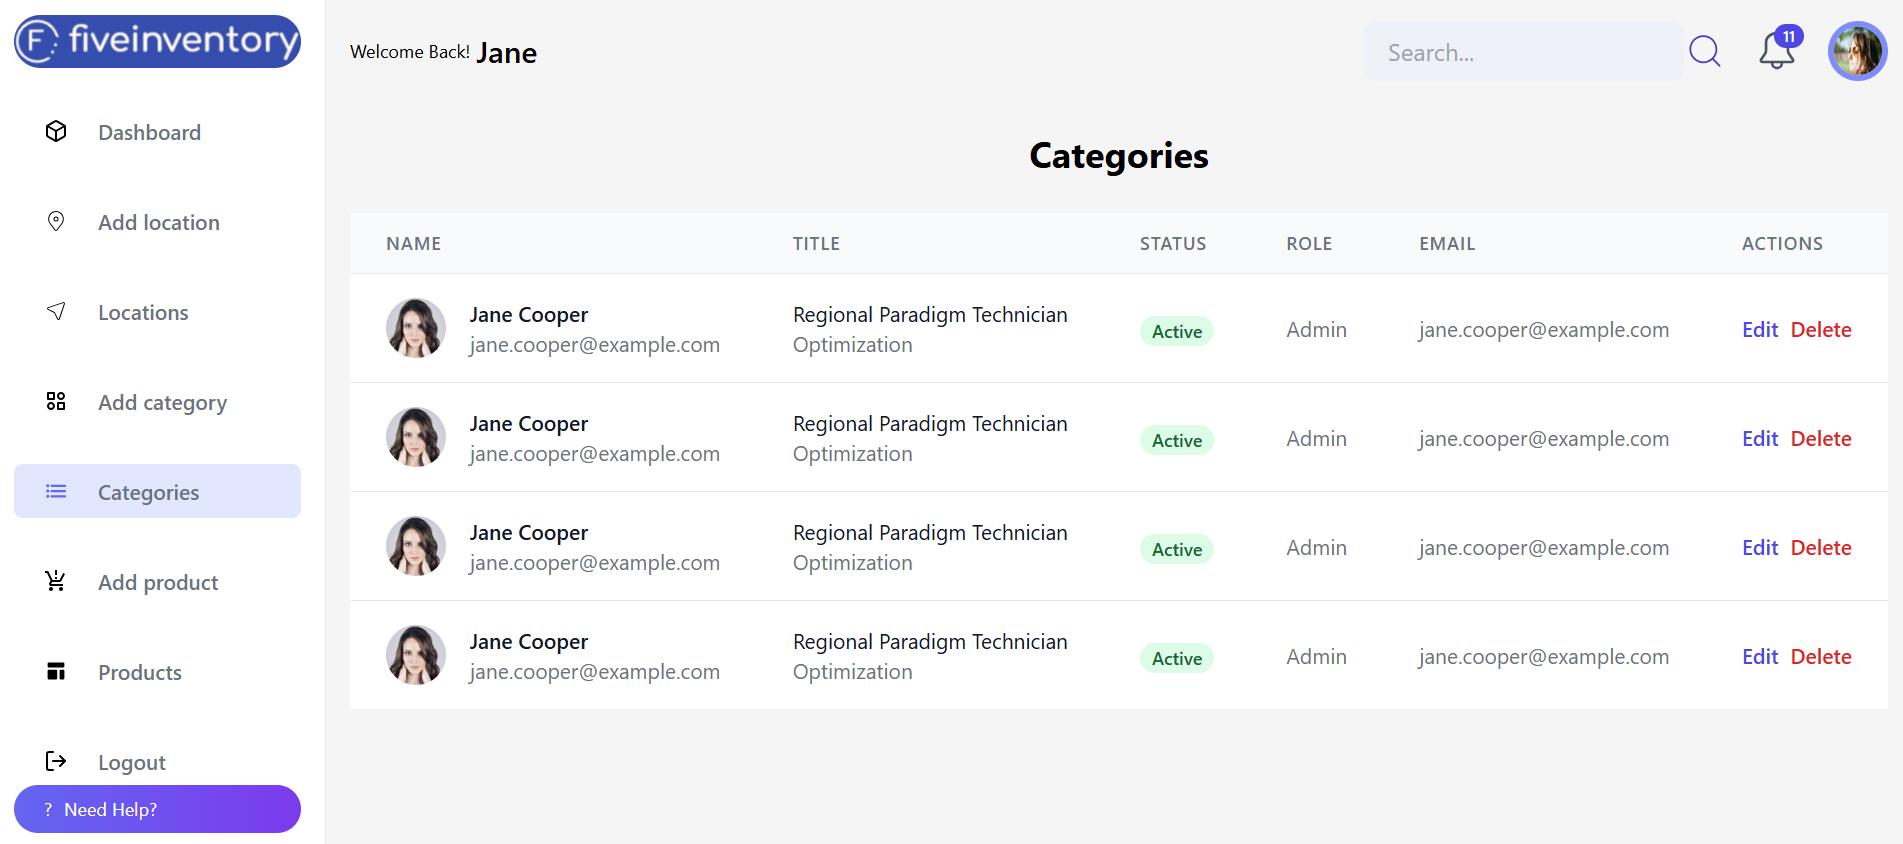 F fiveinventory
Dashboard
Add location
Locations
Add category
Categories
Add product
Products
Logout
? Need Help?
Welcome Back! Jane
Search...
11
Categories
NAME TITLE STATUS ROLE EMAIL ACTIONS
Jane Cooper
jane.cooper@example.com
Regional Paradigm Technician
Optimization
Active
Admin
jane.cooper@example.com
Edit Delete
Jane Cooper
jane.cooper@example.com
Regional Paradigm Technician
Optimization
Active
Admin
jane.cooper@example.com
Edit Delete
Jane Cooper
jane.cooper@example.com
Regional Paradigm Technician
Optimization
Active
Admin
jane.cooper@example.com
Edit Delete
Jane Cooper
jane.cooper@example.com
Regional Paradigm Technician
Optimization
Active
Admin
jane.cooper@example.com
Edit Delete